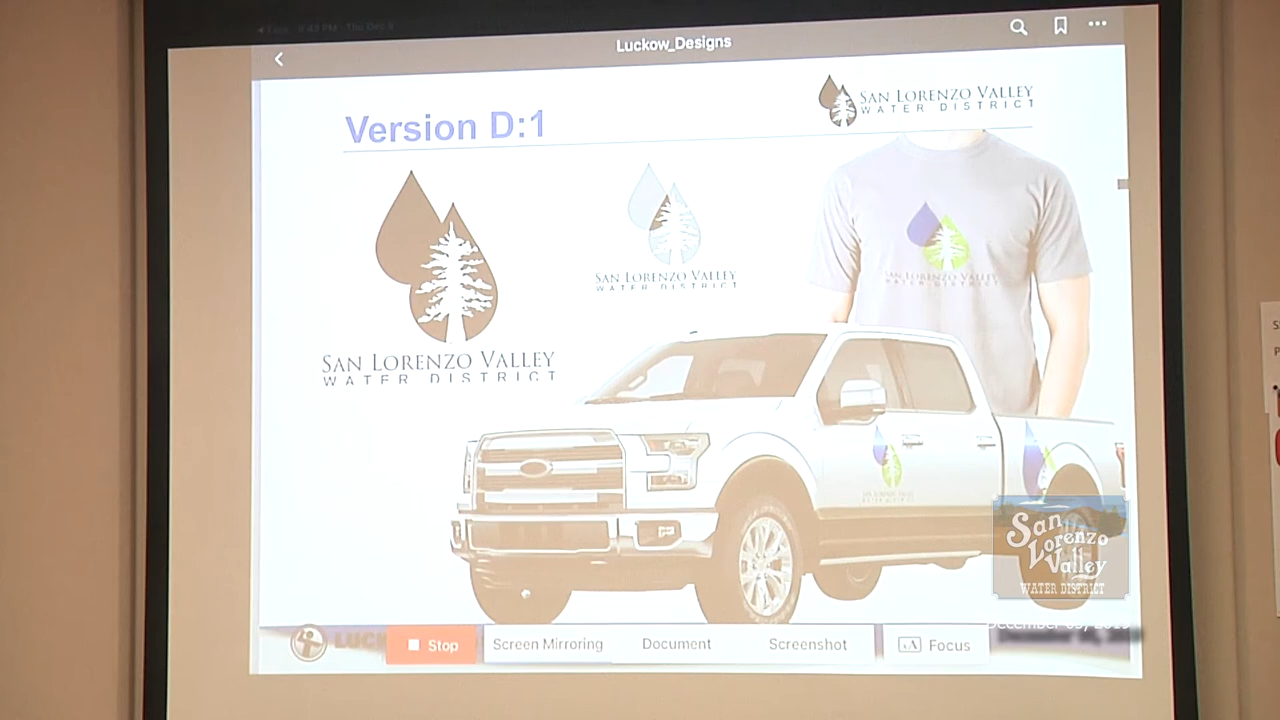 Luckow_Designs
Version D:1
SAN LORENZO VALLEY
WATER DISTRICT
SAN LORENZO VALLEY
WATER DISTRICT
SAN LORENZO VALLEY
WATER DISTRICT
SAN LORENZO VALLEY
WATER DISTRICT
San
Lorenzo
Valley
WATER DISTRICT
Stop
Screen Mirroring
Document
Screenshot
AA Focus